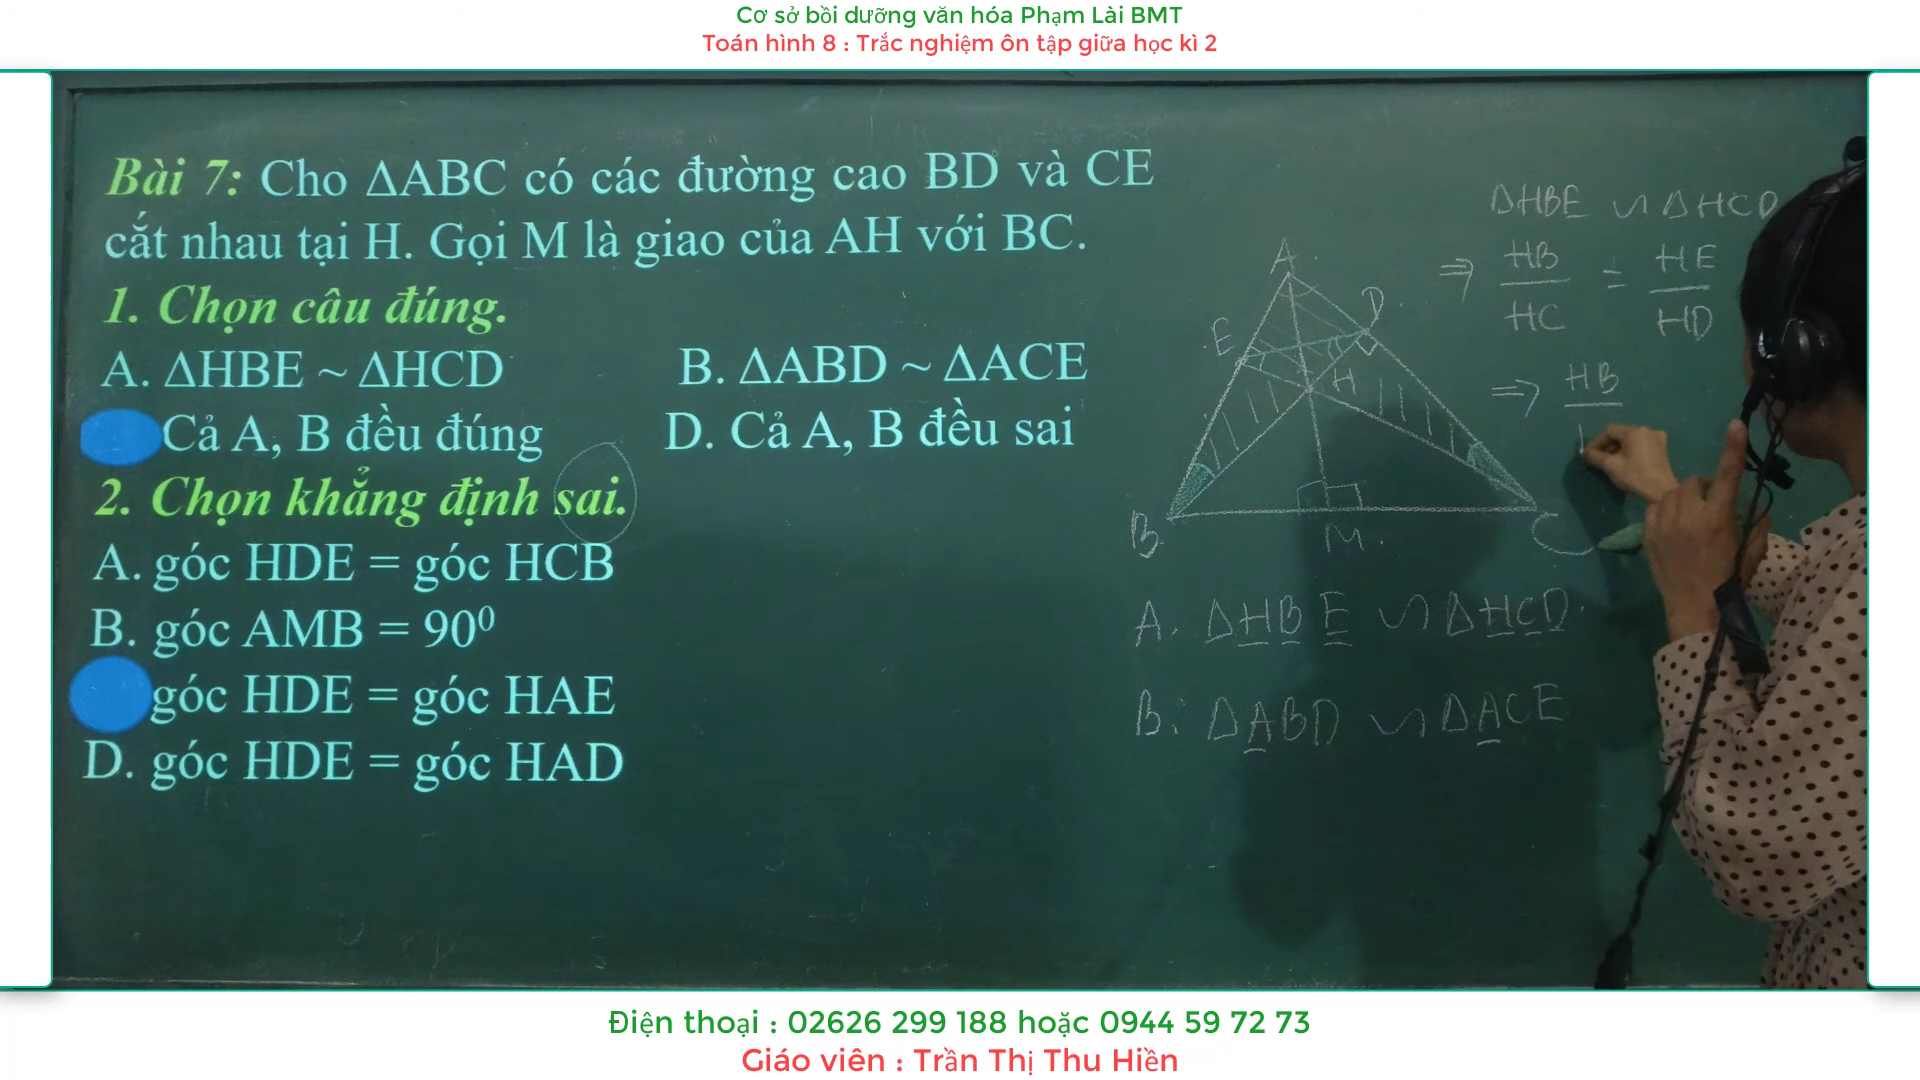 Cơ sở bồi dưỡng văn hóa Phạm Lài BMT
Toán hình 8 : Trắc nghiệm ôn tập giữa học kì 2
Bài 7: Cho ΔABC có các đường cao BD và CE
cắt nhau tại H. Gọi M là giao của AH với BC.
1. Chọn câu đúng.
A. ΔHBE ~ ΔHCD B. ΔABD ~ ΔACE
Cả A, B đều đúng D. Cả A, B đều sai
2. Chọn khẳng định sai.
A. góc HDE = góc HCB
B. góc AMB = 90⁰
góc HDE = góc HAE
D. góc HDE = góc HAD
ΔHBE ∽ ΔHCD
⇒ HB/HC = HE/HD
⇒ HB
A
E
D
H
B
M
C
A. ΔHBE ∽ ΔHCD
B. ΔABD ∽ ΔACE
Điện thoại : 02626 299 188 hoặc 0944 59 72 73
Giáo viên : Trần Thị Thu Hiền